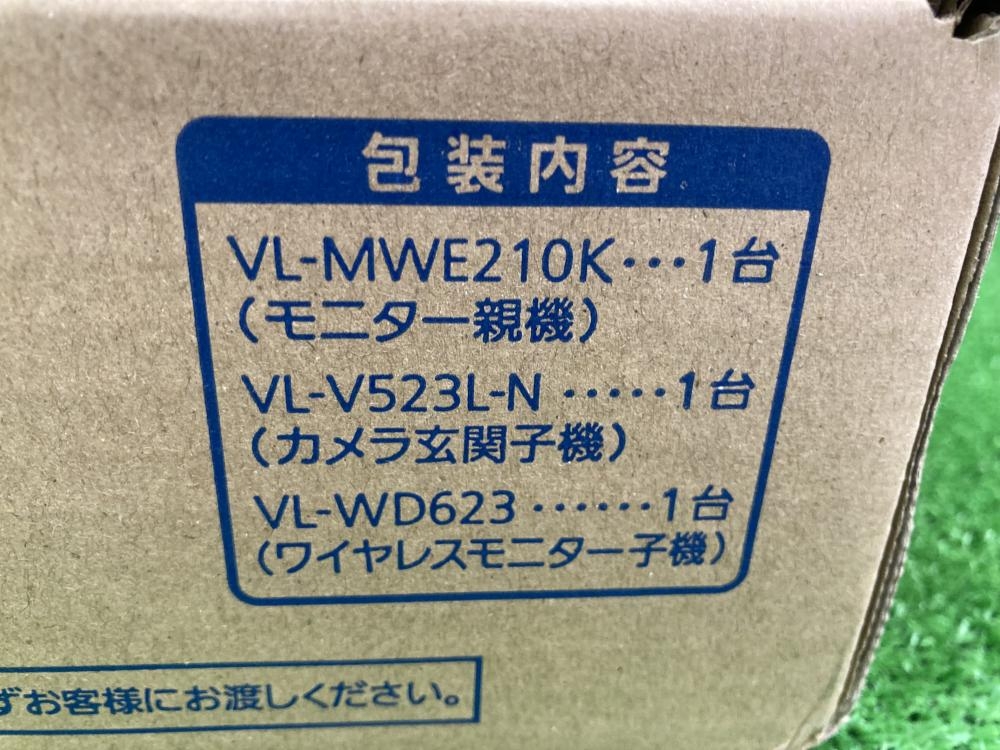 包装内容
VL-MWE210K…1台
（モニター親機）
VL-V523L-N ‥‥‥1台
（カメラ玄関子機）
VL-WD623 ‥‥‥1台
（ワイヤレスモニター子機）
ずお客様にお渡しください。